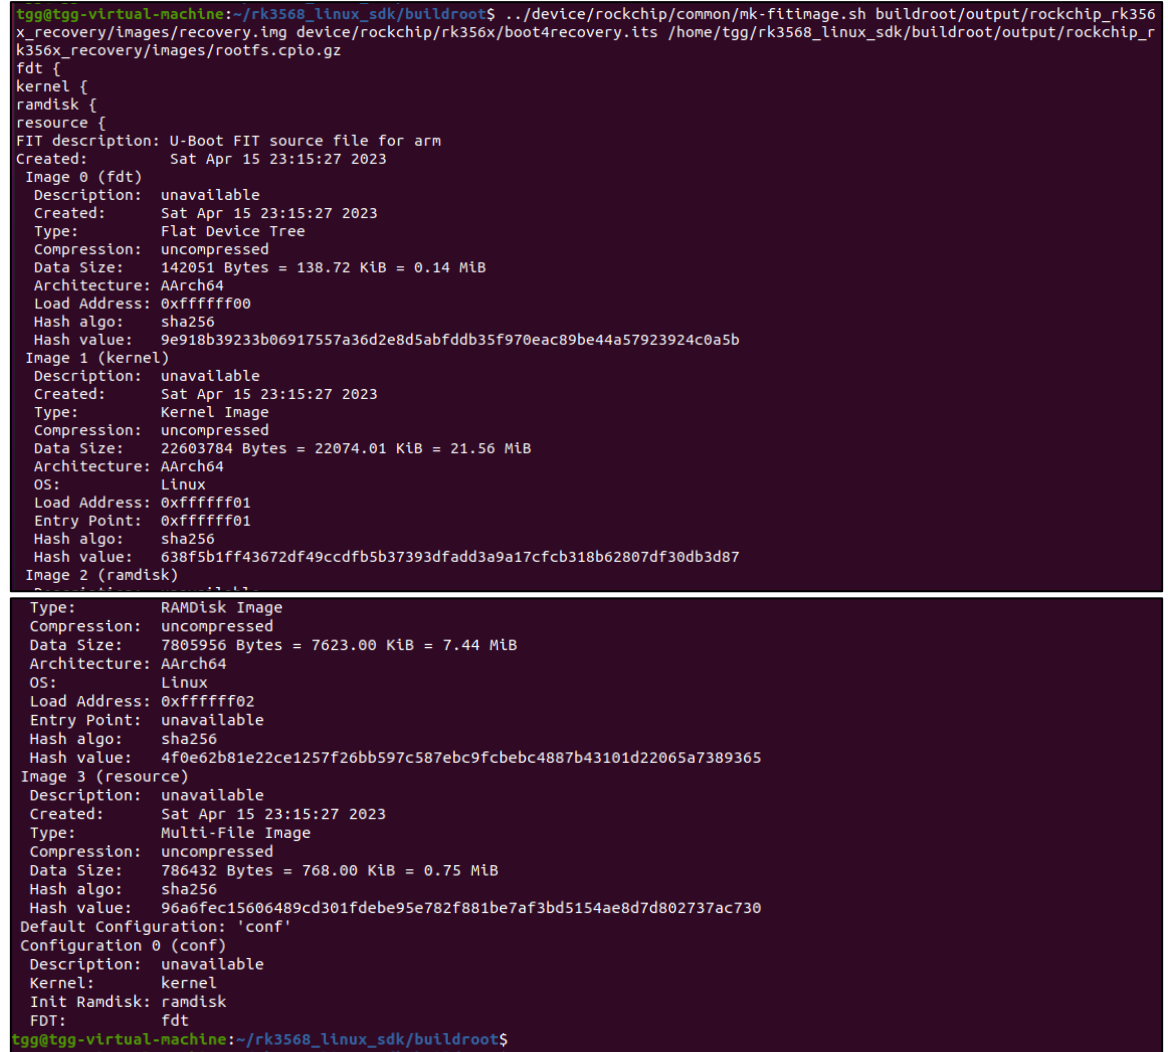 tgg@tgg-virtual-machine:~/rk3568_linux_sdk/buildroot$ ../device/rockchip/common/mk-fitimage.sh buildroot/output/rockchip_rk356
x_recovery/images/recovery.img device/rockchip/rk356x/boot4recovery.its /home/tgg/rk3568_linux_sdk/buildroot/output/rockchip_r
k356x_recovery/images/rootfs.cpio.gz
fdt {
kernel {
ramdisk {
resource {
FIT description: U-Boot FIT source file for arm
Created:         Sat Apr 15 23:15:27 2023
 Image 0 (fdt)
  Description:  unavailable
  Created:      Sat Apr 15 23:15:27 2023
  Type:         Flat Device Tree
  Compression:  uncompressed
  Data Size:    142051 Bytes = 138.72 KiB = 0.14 MiB
  Architecture: AArch64
  Load Address: 0xffffff00
  Hash algo:    sha256
  Hash value:   9e918b39233b06917557a36d2e8d5abfddb35f970eac89be44a57923924c0a5b
 Image 1 (kernel)
  Description:  unavailable
  Created:      Sat Apr 15 23:15:27 2023
  Type:         Kernel Image
  Compression:  uncompressed
  Data Size:    22603784 Bytes = 22074.01 KiB = 21.56 MiB
  Architecture: AArch64
  OS:           Linux
  Load Address: 0xffffff01
  Entry Point:  0xffffff01
  Hash algo:    sha256
  Hash value:   638f5b1ff43672df49ccdfb5b37393dfadd3a9a17cfcb318b62807df30db3d87
 Image 2 (ramdisk)
  Type:         RAMDisk Image
  Compression:  uncompressed
  Data Size:    7805956 Bytes = 7623.00 KiB = 7.44 MiB
  Architecture: AArch64
  OS:           Linux
  Load Address: 0xffffff02
  Entry Point:  unavailable
  Hash algo:    sha256
  Hash value:   4f0e62b81e22ce1257f26bb597c587ebc9fcbebc4887b43101d22065a7389365
 Image 3 (resource)
  Description:  unavailable
  Created:      Sat Apr 15 23:15:27 2023
  Type:         Multi-File Image
  Compression:  uncompressed
  Data Size:    786432 Bytes = 768.00 KiB = 0.75 MiB
  Hash algo:    sha256
  Hash value:   96a6fec15606489cd301fdebe95e782f881be7af3bd5154ae8d7d802737ac730
 Default Configuration: 'conf'
 Configuration 0 (conf)
  Description:  unavailable
  Kernel:       kernel
  Init Ramdisk: ramdisk
  FDT:          fdt
tgg@tgg-virtual-machine:~/rk3568_linux_sdk/buildroot$